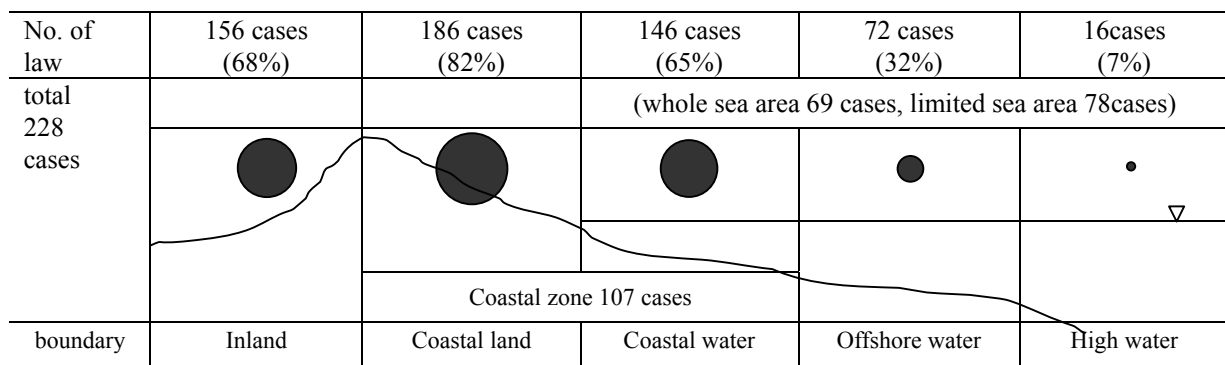 No. of law
156 cases (68%)
186 cases (82%)
146 cases (65%)
72 cases (32%)
16cases (7%)
total 228 cases
(whole sea area 69 cases, limited sea area 78cases)
Coastal zone 107 cases
boundary
Inland
Coastal land
Coastal water
Offshore water
High water